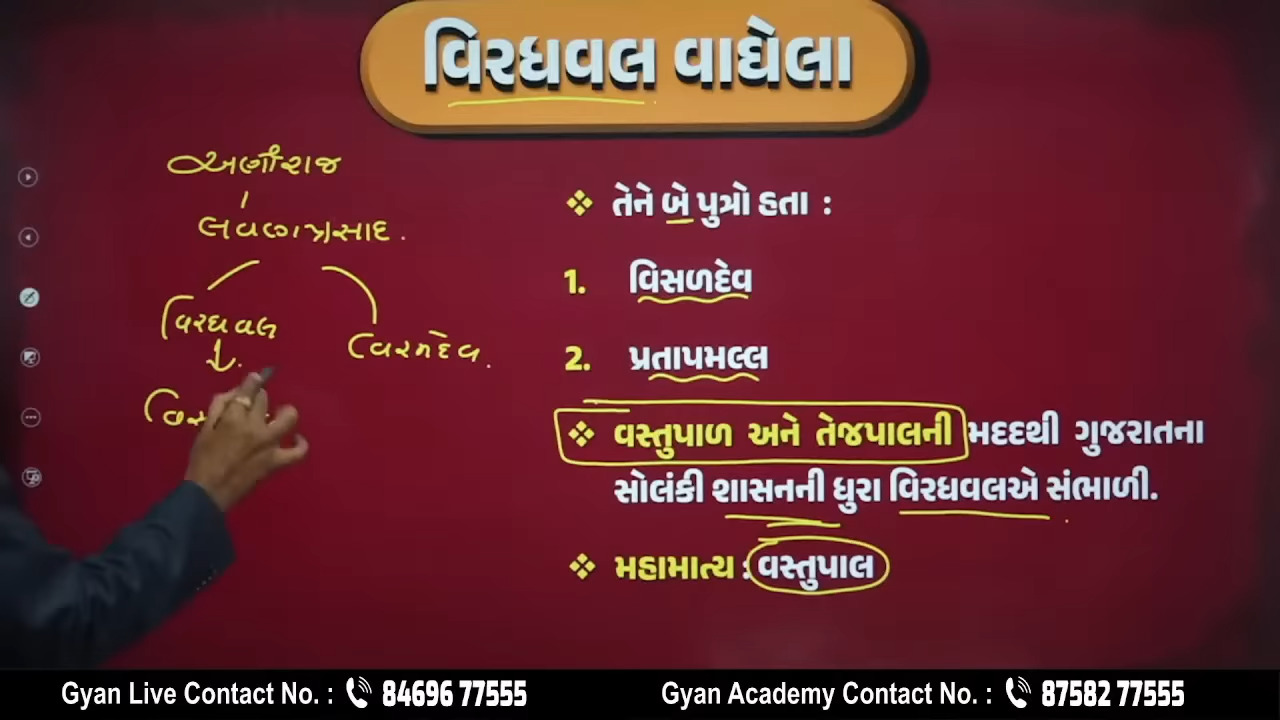 વિરધવલ વાઘેલા
અર્ણોરાજ
લવણપ્રસાદ
વિરધવલ
વિરમદેવ
તેને બે પુત્રો હતા :
1. વિસળદેવ
2. પ્રતાપમલ્લ
વસ્તુપાળ અને તેજપાલની મદદથી ગુજરાતના
સોલંકી શાસનની ધુરા વિરધવલએ સંભાળી.
મહામાત્ય : વસ્તુપાલ
Gyan Live Contact No. : 84696 77555
Gyan Academy Contact No. : 87582 77555